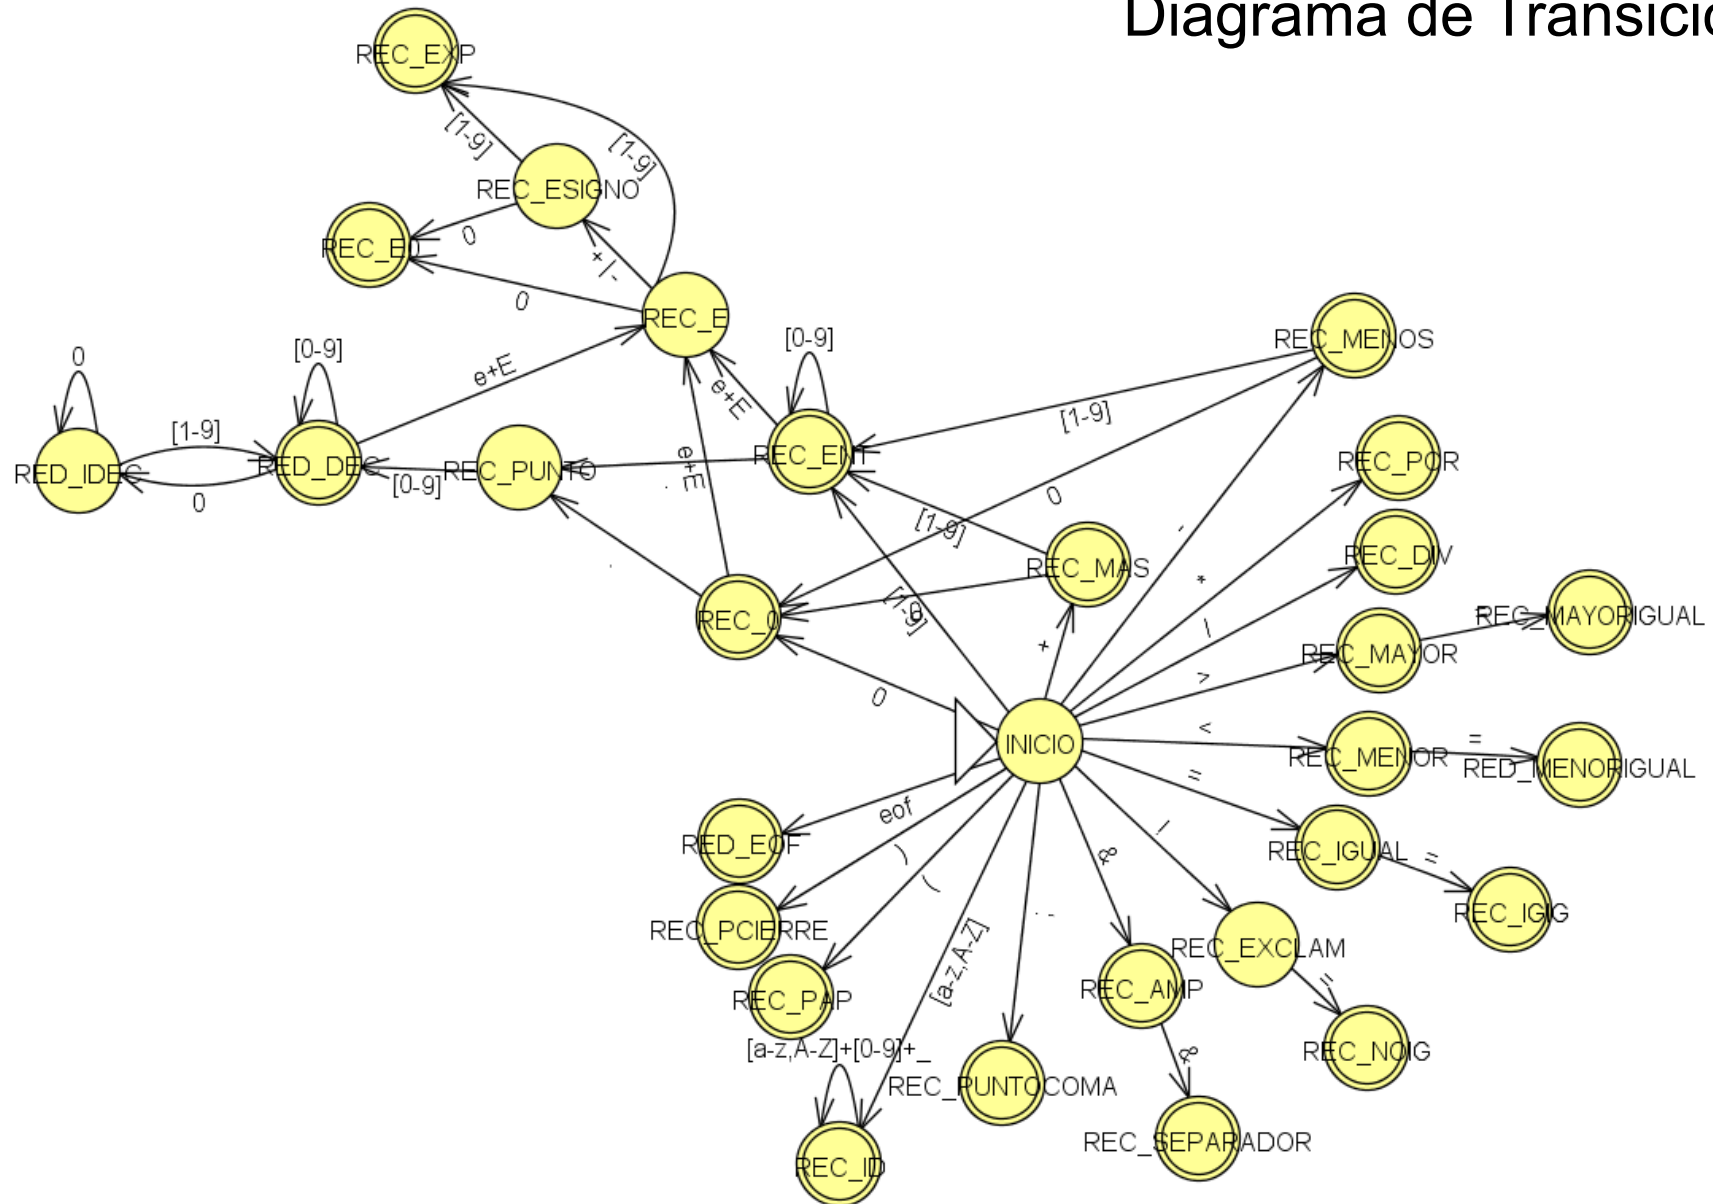 Diagrama de Transició
REC_EXP
[1-9]
[1-9]
REC_ESIGNO
0
+|-
REC_E0
0
REC_E
[0-9]
[0-9]
0
REC_MENOS
e+E
e+E
[1-9]
[1-9]
RED_IDEC
RED_DEC
REC_PUNTO
REC_ENT
REC_POR
[0-9]
0
.
e+E
0
[1-9]
-
REC_DIV
.
REC_MAS
*
[1-9]
0
REC_0
REC_MAYORIGUAL
=
/
+
REC_MAYOR
>
0
<
INICIO
REC_MENOR
=
RED_MENORIGUAL
=
eof
RED_EOF
)
(
&
!
REC_IGUAL
=
REC_PCIERRE
[a-z,A-Z]
REC_IGIG
REC_EXCLAM
=
REC_PAP
REC_AMP
[a-z,A-Z]+[0-9]+_
&
REC_NOIG
REC_PUNTOCOMA
REC_SEPARADOR
REC_ID